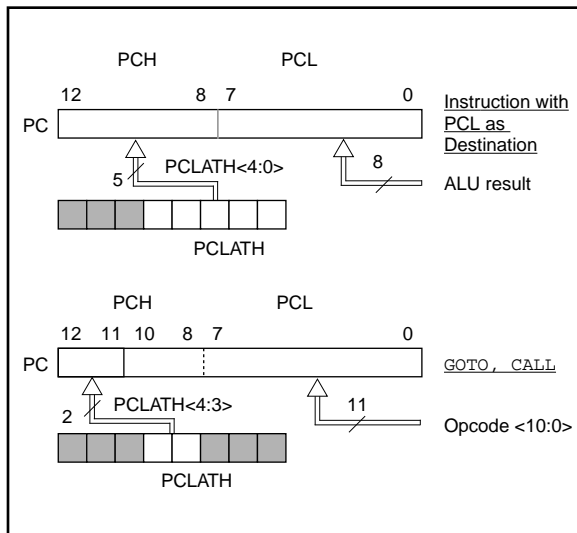 PCH PCL
12 8 7 0
PC
Instruction with
PCL as
Destination
PCLATH<4:0>
5
8
ALU result
PCLATH
PCH PCL
12 11 10 8 7 0
PC
GOTO, CALL
PCLATH<4:3>
2
11
Opcode <10:0>
PCLATH